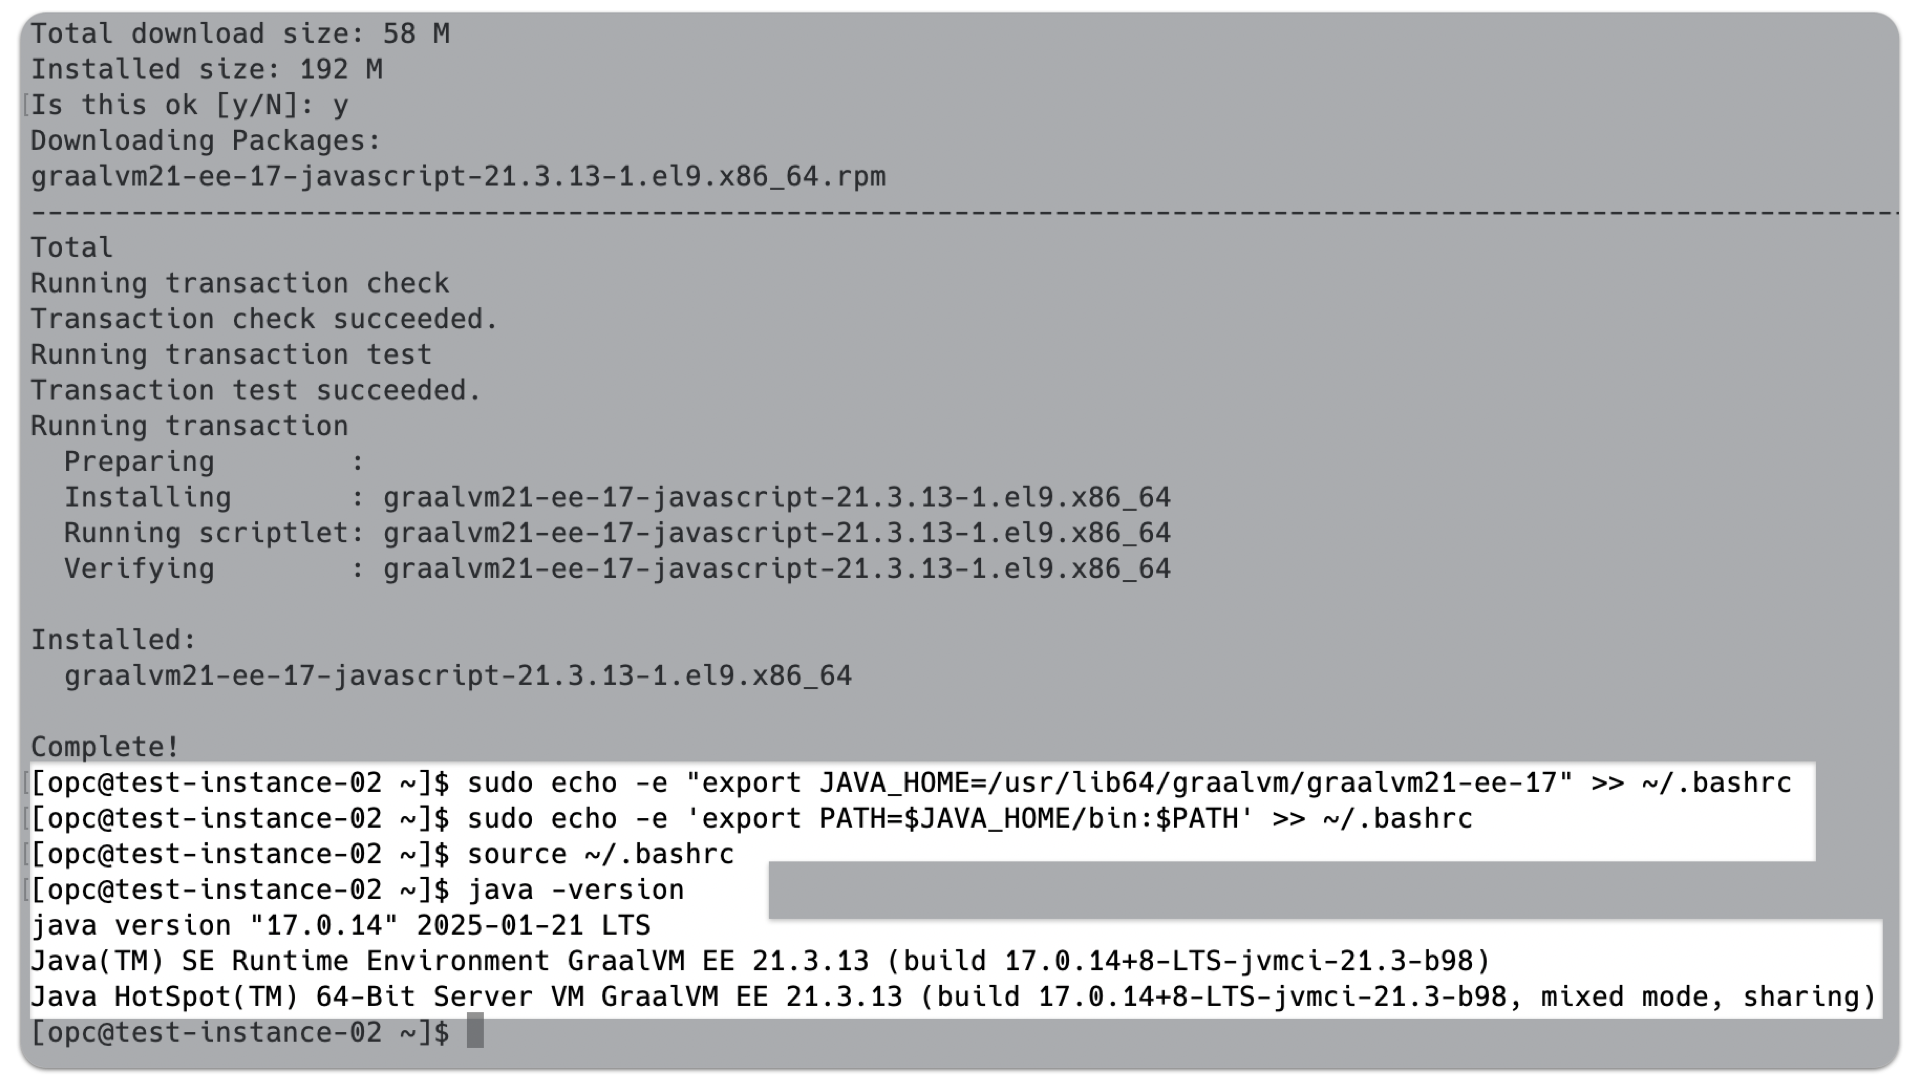 Total download size: 58 M
Installed size: 192 M
[Is this ok [y/N]: y
Downloading Packages:
graalvm21-ee-17-javascript-21.3.13-1.el9.x86_64.rpm
----------------------------------------------------------------------------------------------------------------
Total
Running transaction check
Transaction check succeeded.
Running transaction test
Transaction test succeeded.
Running transaction
  Preparing        :
  Installing       : graalvm21-ee-17-javascript-21.3.13-1.el9.x86_64
  Running scriptlet: graalvm21-ee-17-javascript-21.3.13-1.el9.x86_64
  Verifying        : graalvm21-ee-17-javascript-21.3.13-1.el9.x86_64

Installed:
  graalvm21-ee-17-javascript-21.3.13-1.el9.x86_64

Complete!
[[opc@test-instance-02 ~]$ sudo echo -e "export JAVA_HOME=/usr/lib64/graalvm/graalvm21-ee-17" >> ~/.bashrc
[[opc@test-instance-02 ~]$ sudo echo -e 'export PATH=$JAVA_HOME/bin:$PATH' >> ~/.bashrc
[[opc@test-instance-02 ~]$ source ~/.bashrc
[[opc@test-instance-02 ~]$ java -version
java version "17.0.14" 2025-01-21 LTS
Java(TM) SE Runtime Environment GraalVM EE 21.3.13 (build 17.0.14+8-LTS-jvmci-21.3-b98)
Java HotSpot(TM) 64-Bit Server VM GraalVM EE 21.3.13 (build 17.0.14+8-LTS-jvmci-21.3-b98, mixed mode, sharing)
[opc@test-instance-02 ~]$